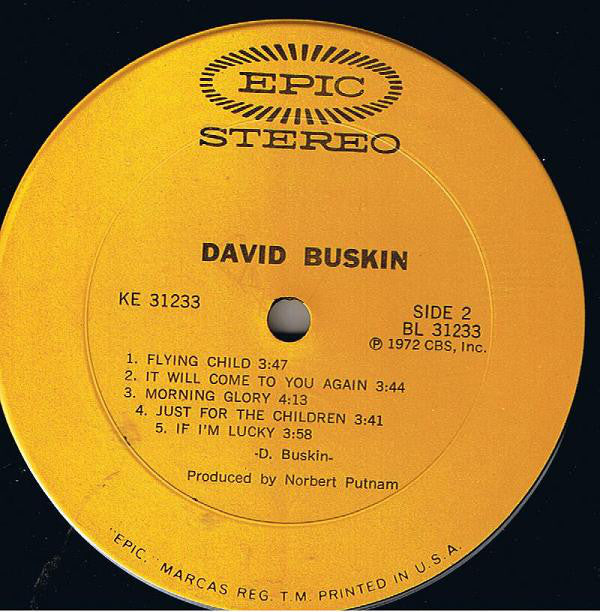 EPIC
STEREO
DAVID BUSKIN
KE 31233
SIDE 2
BL 31233
℗ 1972 CBS, Inc.
1. FLYING CHILD 3:47
2. IT WILL COME TO YOU AGAIN 3:44
3. MORNING GLORY 4:13
4. JUST FOR THE CHILDREN 3:41
5. IF I'M LUCKY 3:58
-D. Buskin-
Produced by Norbert Putnam
"EPIC," MARCAS REG. T.M. PRINTED IN U.S.A.